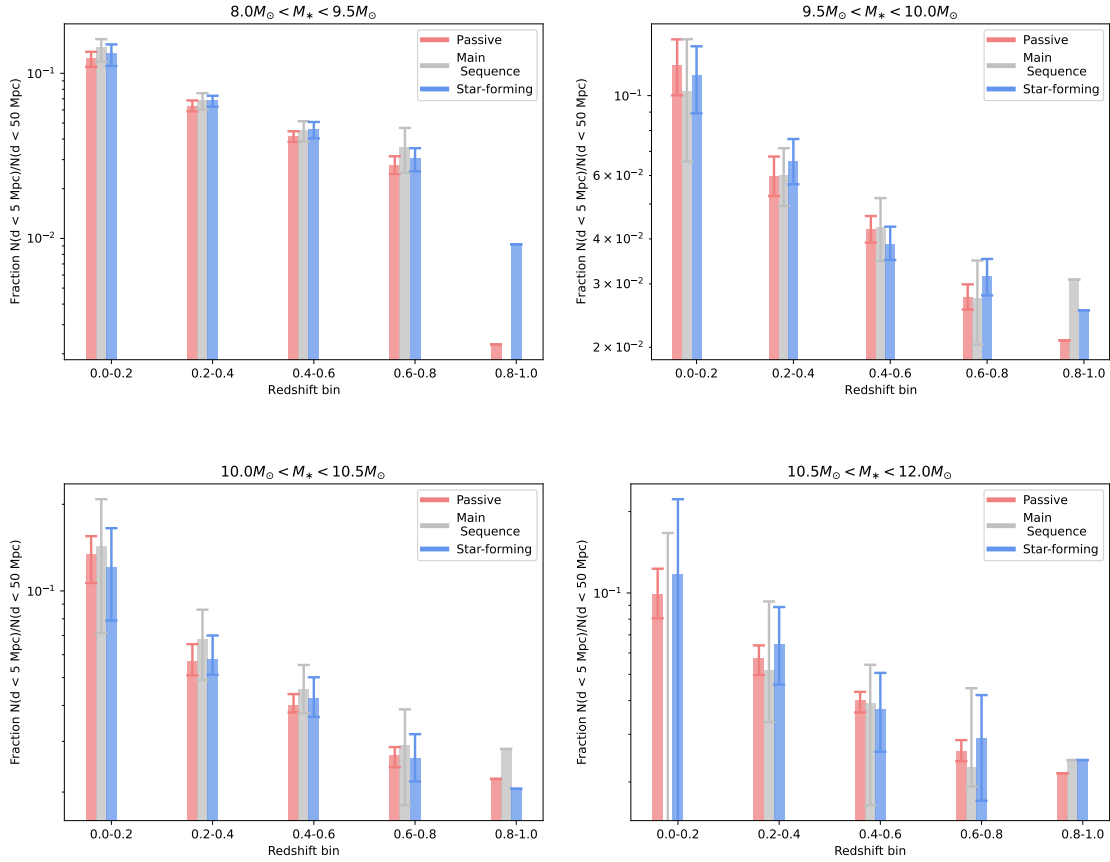 8.0M⊙ < M∗ < 9.5M⊙
Fraction N(d < 5 Mpc)/N(d < 50 Mpc)
10⁻¹
10⁻²
Passive
Main
Sequence
Star-forming
0.0-0.2 0.2-0.4 0.4-0.6 0.6-0.8 0.8-1.0
Redshift bin
9.5M⊙ < M∗ < 10.0M⊙
Fraction N(d < 5 Mpc)/N(d < 50 Mpc)
10⁻¹
6 × 10⁻²
4 × 10⁻²
3 × 10⁻²
2 × 10⁻²
Passive
Main
Sequence
Star-forming
0.0-0.2 0.2-0.4 0.4-0.6 0.6-0.8 0.8-1.0
Redshift bin
10.0M⊙ < M∗ < 10.5M⊙
Fraction N(d < 5 Mpc)/N(d < 50 Mpc)
10⁻¹
Passive
Main
Sequence
Star-forming
0.0-0.2 0.2-0.4 0.4-0.6 0.6-0.8 0.8-1.0
Redshift bin
10.5M⊙ < M∗ < 12.0M⊙
Fraction N(d < 5 Mpc)/N(d < 50 Mpc)
10⁻¹
Passive
Main
Sequence
Star-forming
0.0-0.2 0.2-0.4 0.4-0.6 0.6-0.8 0.8-1.0
Redshift bin